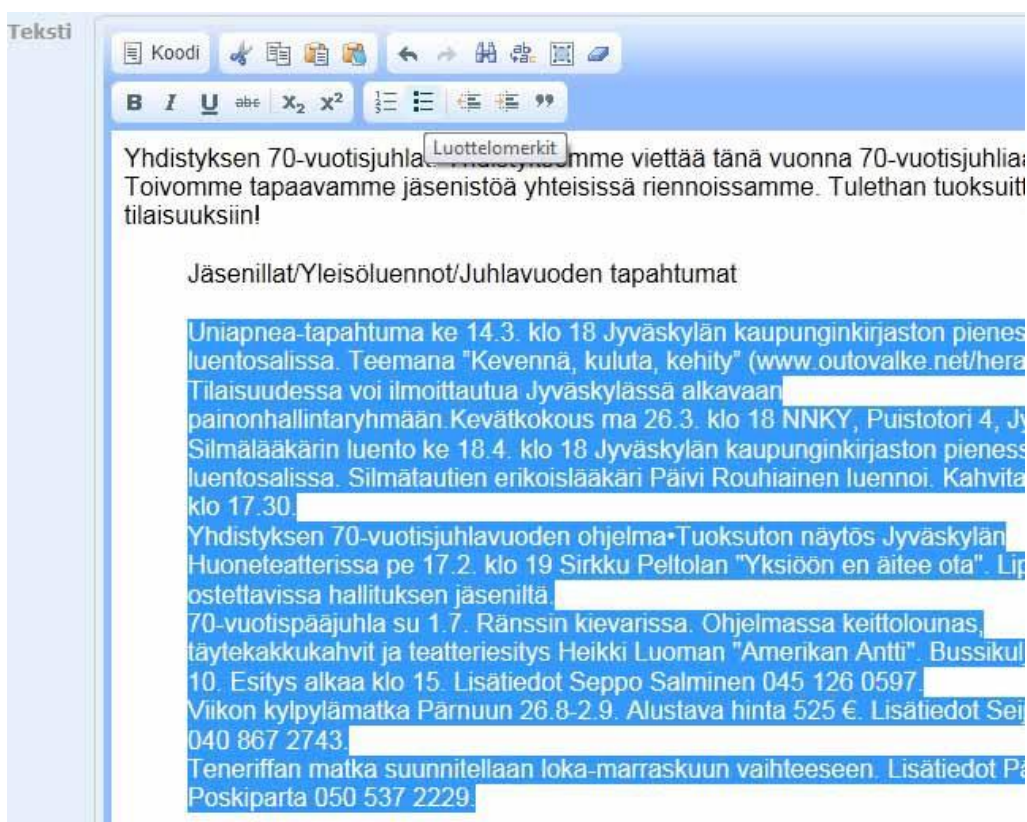 Teksti
Koodi
B I U abc X₂ X²
Luottelomerkit
Yhdistyksen 70-vuotisjuhlat viettää tänä vuonna 70-vuotisjuhliaa
Toivomme tapaavamme jäsenistöä yhteisissä riennoissamme. Tulethan tuoksuitt
tilaisuuksiin!
Jäsenillat/Yleisöluennot/Juhlavuoden tapahtumat
Uniapnea-tapahtuma ke 14.3. klo 18 Jyväskylän kaupunginkirjaston pieness
luentosalissa. Teemana "Kevennä, kuluta, kehity" (www.outovalke.net/hera
Tilaisuudessa voi ilmoittautua Jyväskylässä alkavaan
painonhallintaryhmään.Kevätkokous ma 26.3. klo 18 NNKY, Puistotori 4, Jy
Silmälääkärin luento ke 18.4. klo 18 Jyväskylän kaupunginkirjaston pieness
luentosalissa. Silmätautien erikoislääkäri Päivi Rouhiainen luennoi. Kahvita
klo 17.30.
Yhdistyksen 70-vuotisjuhlavuoden ohjelma•Tuoksuton näytös Jyväskylän
Huoneteatterissa pe 17.2. klo 19 Sirkku Peltolan "Yksiöön en äitee ota". Lip
ostettavissa hallituksen jäseniltä.
70-vuotispääjuhla su 1.7. Ränssin kievarissa. Ohjelmassa keittolounas,
täytekakkukahvit ja teatteriesitys Heikki Luoman "Amerikan Antti". Bussikul
10. Esitys alkaa klo 15. Lisätiedot Seppo Salminen 045 126 0597.
Viikon kylpylämatka Pärnuun 26.8-2.9. Alustava hinta 525 €. Lisätiedot Sei
040 867 2743.
Teneriffan matka suunnitellaan loka-marraskuun vaihteeseen. Lisätiedot Pä
Poskiparta 050 537 2229.